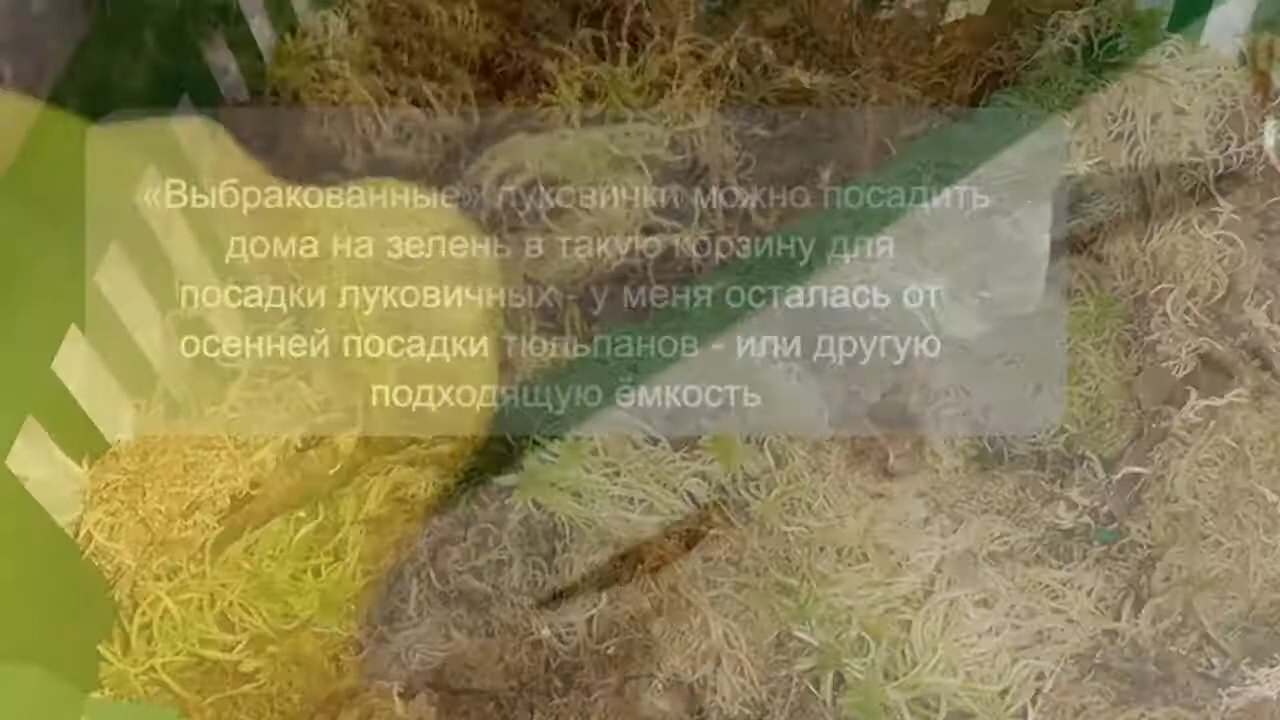 «Выбракованные» луковички можно посадить
дома на зелень в такую корзину для
посадки луковичных - у меня осталась от
осенней посадки тюльпанов - или другую
подходящую ёмкость